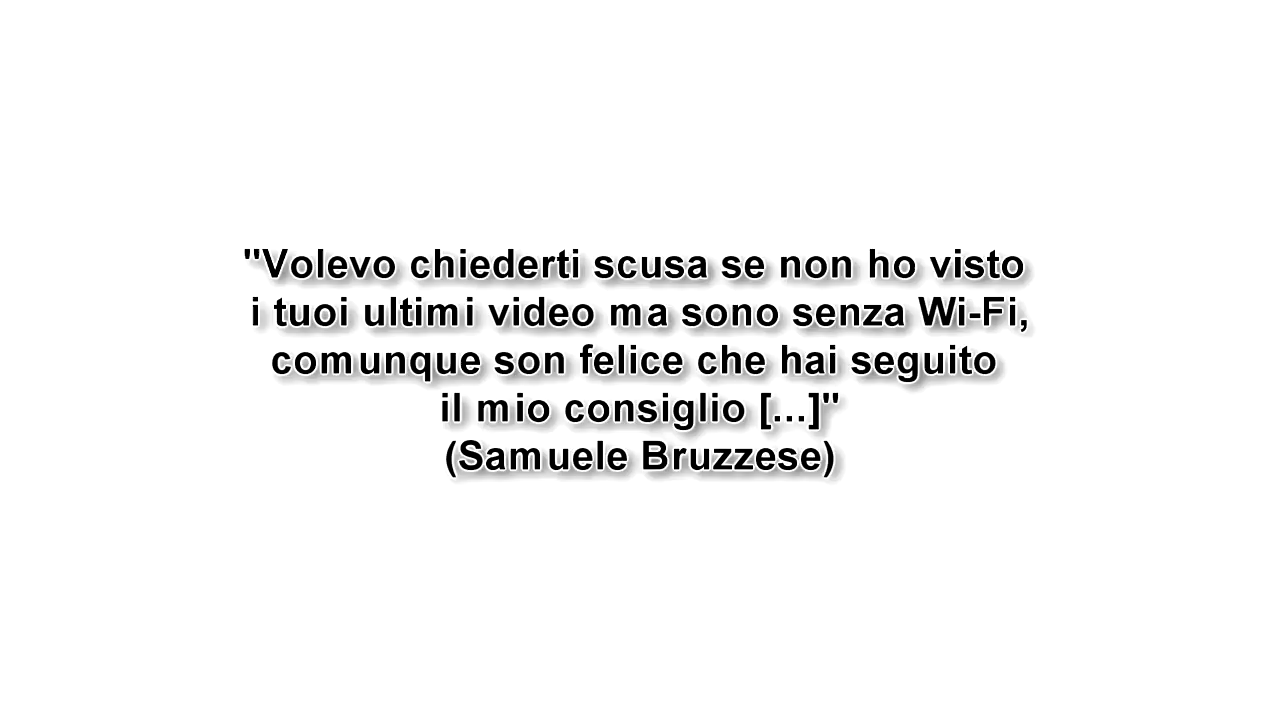 "Volevo chiederti scusa se non ho visto
i tuoi ultimi video ma sono senza Wi-Fi,
comunque son felice che hai seguito
il mio consiglio [...]"
(Samuele Bruzzese)